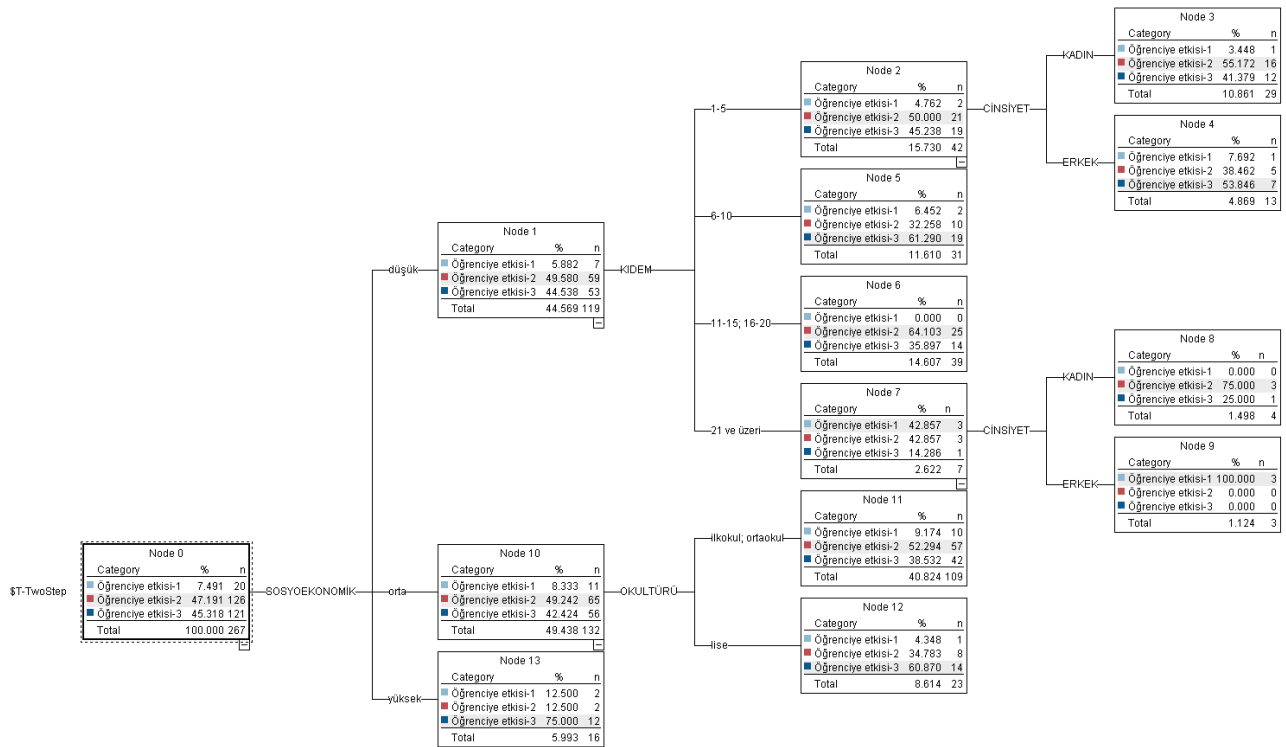 $T-TwoStep
Node 0
Category % n
Öğrenciye etkisi-1 7.491 20
Öğrenciye etkisi-2 47.191 126
Öğrenciye etkisi-3 45.318 121
Total 100.000 267
SOSYOEKONOMİK
düşük
Node 1
Category % n
Öğrenciye etkisi-1 5.882 7
Öğrenciye etkisi-2 49.580 59
Öğrenciye etkisi-3 44.538 53
Total 44.569 119
KIDEM
1-5
Node 2
Category % n
Öğrenciye etkisi-1 4.762 2
Öğrenciye etkisi-2 50.000 21
Öğrenciye etkisi-3 45.238 19
Total 15.730 42
CİNSİYET
KADIN
Node 3
Category % n
Öğrenciye etkisi-1 3.448 1
Öğrenciye etkisi-2 55.172 16
Öğrenciye etkisi-3 41.379 12
Total 10.861 29
ERKEK
Node 4
Category % n
Öğrenciye etkisi-1 7.692 1
Öğrenciye etkisi-2 38.462 5
Öğrenciye etkisi-3 53.846 7
Total 4.869 13
6-10
Node 5
Category % n
Öğrenciye etkisi-1 6.452 2
Öğrenciye etkisi-2 32.258 10
Öğrenciye etkisi-3 61.290 19
Total 11.610 31
11-15; 16-20
Node 6
Category % n
Öğrenciye etkisi-1 0.000 0
Öğrenciye etkisi-2 64.103 25
Öğrenciye etkisi-3 35.897 14
Total 14.607 39
21 ve üzeri
Node 7
Category % n
Öğrenciye etkisi-1 42.857 3
Öğrenciye etkisi-2 42.857 3
Öğrenciye etkisi-3 14.286 1
Total 2.622 7
CİNSİYET
KADIN
Node 8
Category % n
Öğrenciye etkisi-1 0.000 0
Öğrenciye etkisi-2 75.000 3
Öğrenciye etkisi-3 25.000 1
Total 1.498 4
ERKEK
Node 9
Category % n
Öğrenciye etkisi-1 100.000 3
Öğrenciye etkisi-2 0.000 0
Öğrenciye etkisi-3 0.000 0
Total 1.124 3
orta
Node 10
Category % n
Öğrenciye etkisi-1 8.333 11
Öğrenciye etkisi-2 49.242 65
Öğrenciye etkisi-3 42.424 56
Total 49.438 132
OKULTÜRÜ
ilkokul; ortaokul
Node 11
Category % n
Öğrenciye etkisi-1 9.174 10
Öğrenciye etkisi-2 52.294 57
Öğrenciye etkisi-3 38.532 42
Total 40.824 109
lise
Node 12
Category % n
Öğrenciye etkisi-1 4.348 1
Öğrenciye etkisi-2 34.783 8
Öğrenciye etkisi-3 60.870 14
Total 8.614 23
yüksek
Node 13
Category % n
Öğrenciye etkisi-1 12.500 2
Öğrenciye etkisi-2 12.500 2
Öğrenciye etkisi-3 75.000 12
Total 5.993 16